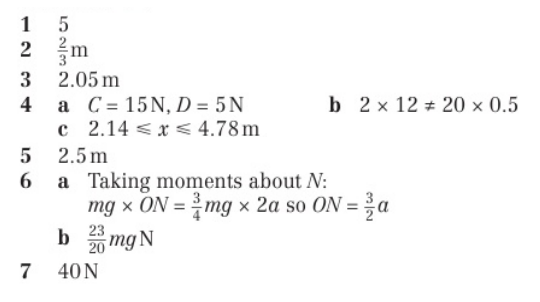 1 5
2 2/3 m
3 2.05 m
4 a C = 15 N, D = 5 N b 2 × 12 ≠ 20 × 0.5
c 2.14 ⩽ x ⩽ 4.78 m
5 2.5 m
6 a Taking moments about N:
mg × ON = 3/4 mg × 2a so ON = 3/2 a
b 23/20 mg N
7 40 N